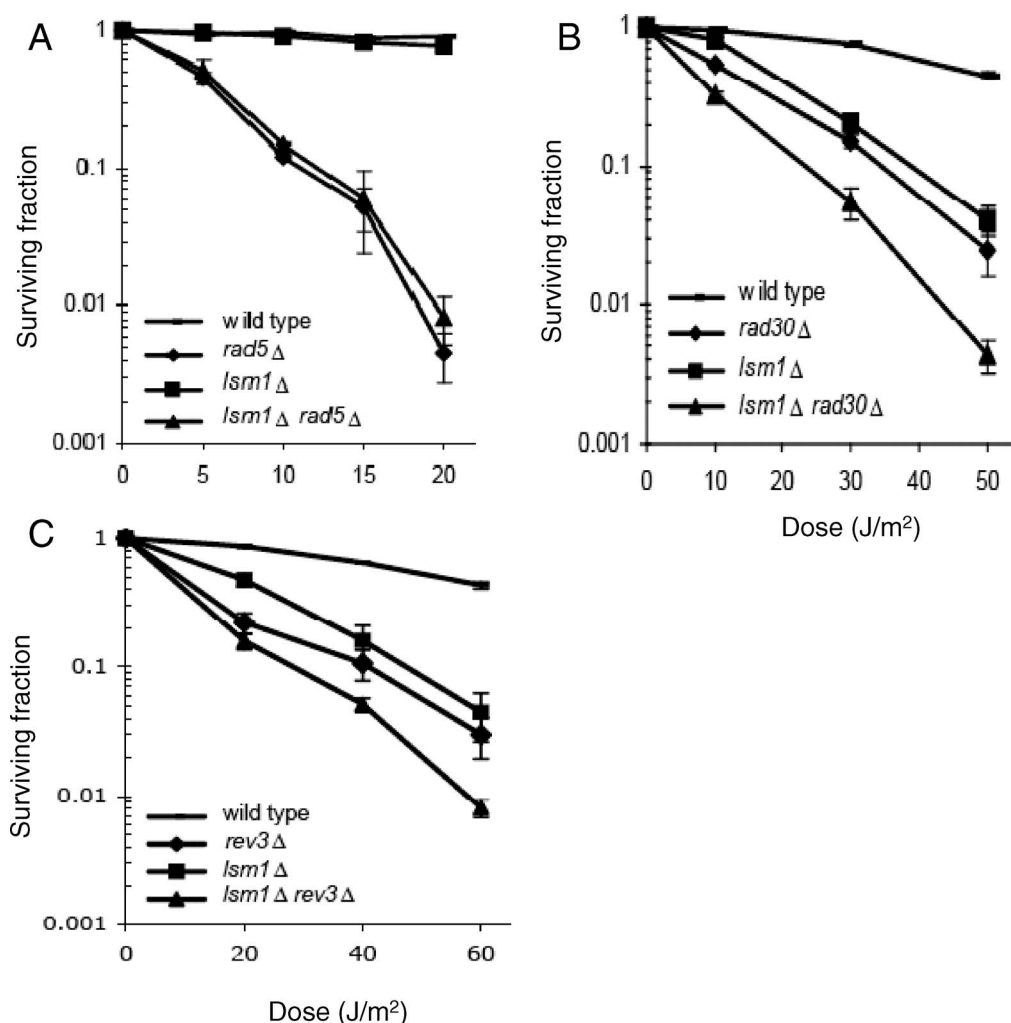 A
Surviving fraction
1
0.1
0.01
0.001
0 5 10 15 20
wild type
rad5Δ
lsm1Δ
lsm1Δ rad5Δ
B
Surviving fraction
1
0.1
0.01
0.001
0 10 20 30 40 50
Dose (J/m²)
wild type
rad30Δ
lsm1Δ
lsm1Δ rad30Δ
C
Surviving fraction
1
0.1
0.01
0.001
0 20 40 60
Dose (J/m²)
wild type
rev3Δ
lsm1Δ
lsm1Δ rev3Δ